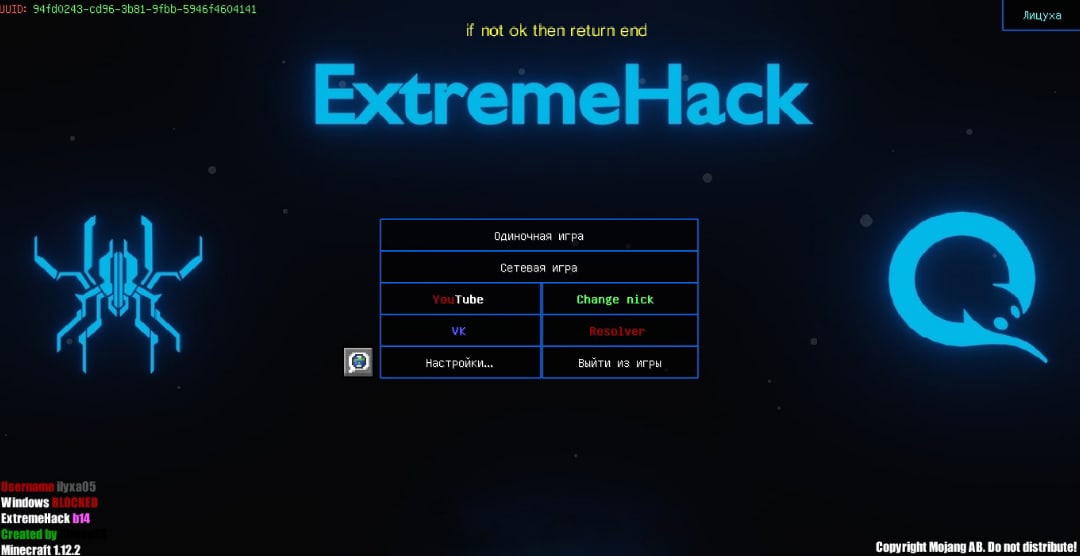 UUID: 94fd0243-cd96-3b81-9fbb-5946f4604141
Лицуха
if not ok then return end
ExtremeHack
Одиночная игра
Сетевая игра
YouTube
Change nick
VK
Resolver
Настройки...
Выйти из игры
Username ilyxa05
Windows BLOCKED
ExtremeHack b14
Created by
Minecraft 1.12.2
Copyright Mojang AB. Do not distribute!